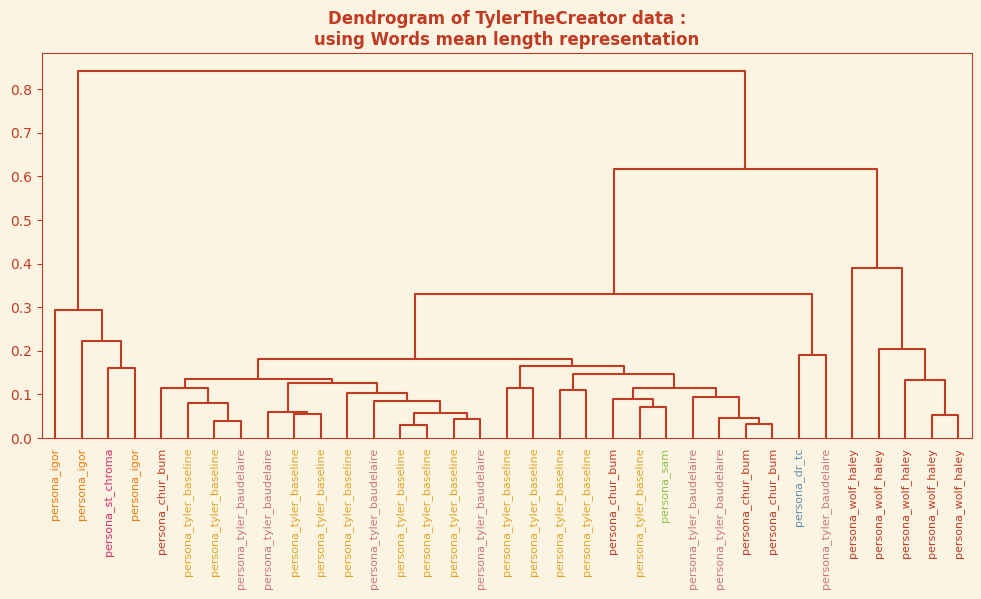 Dendrogram of TylerTheCreator data :
using Words mean length representation
0.8
0.7
0.6
0.5
0.4
0.3
0.2
0.1
0.0
persona_igor
persona_igor
persona_st_chroma
persona_igor
persona_chur_bum
persona_tyler_baseline
persona_tyler_baseline
persona_tyler_baudelaire
persona_tyler_baudelaire
persona_tyler_baseline
persona_tyler_baseline
persona_tyler_baseline
persona_tyler_baudelaire
persona_tyler_baseline
persona_tyler_baseline
persona_tyler_baseline
persona_tyler_baudelaire
persona_tyler_baseline
persona_tyler_baseline
persona_tyler_baseline
persona_tyler_baseline
persona_chur_bum
persona_tyler_baseline
persona_sam
persona_tyler_baudelaire
persona_tyler_baudelaire
persona_chur_bum
persona_chur_bum
persona_dr_tc
persona_tyler_baudelaire
persona_wolf_haley
persona_wolf_haley
persona_wolf_haley
persona_wolf_haley
persona_wolf_haley